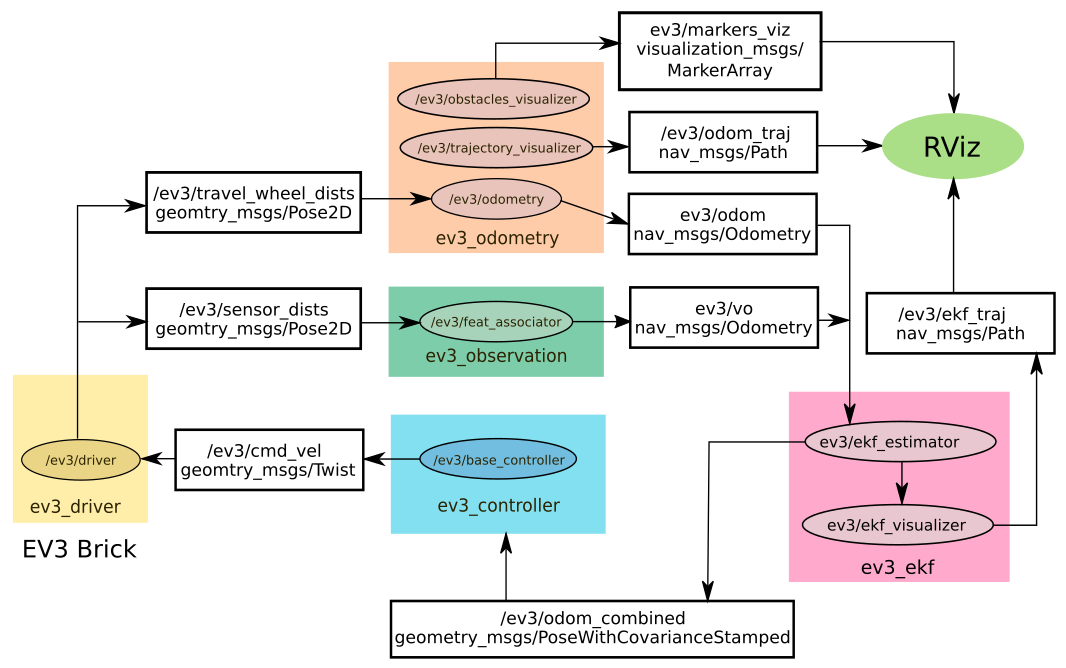 ev3/markers_viz
visualization_msgs/
MarkerArray
/ev3/obstacles_visualizer
/ev3/trajectory_visualizer
/ev3/odom_traj
nav_msgs/Path
RViz
/ev3/travel_wheel_dists
geomtry_msgs/Pose2D
/ev3/odometry
ev3_odometry
ev3/odom
nav_msgs/Odometry
/ev3/sensor_dists
geomtry_msgs/Pose2D
/ev3/feat_associator
ev3_observation
ev3/vo
nav_msgs/Odometry
/ev3/ekf_traj
nav_msgs/Path
/ev3/driver
ev3_driver
EV3 Brick
/ev3/cmd_vel
geomtry_msgs/Twist
/ev3/base_controller
ev3_controller
ev3/ekf_estimator
ev3/ekf_visualizer
ev3_ekf
/ev3/odom_combined
geometry_msgs/PoseWithCovarianceStamped